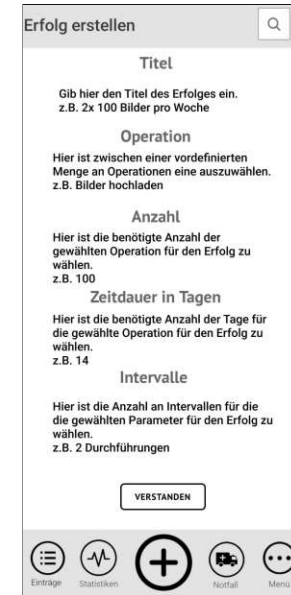 Erfolg erstellen
Titel
Gib hier den Titel des Erfolges ein.
z.B. 2x 100 Bilder pro Woche
Operation
Hier ist zwischen einer vordefinierten
Menge an Operationen eine auszuwählen.
z.B. Bilder hochladen
Anzahl
Hier ist die benötigte Anzahl der
gewählten Operation für den Erfolg zu
wählen.
z.B. 100
Zeitdauer in Tagen
Hier ist die benötigte Anzahl der Tage für
die gewählte Operation für den Erfolg zu
wählen.
z.B. 14
Intervalle
Hier ist die Anzahl an Intervallen für die
die gewählten Parameter für den Erfolg zu
wählen.
z.B. 2 Durchführungen
VERSTANDEN
Einträge Statistiken Notfall Menü